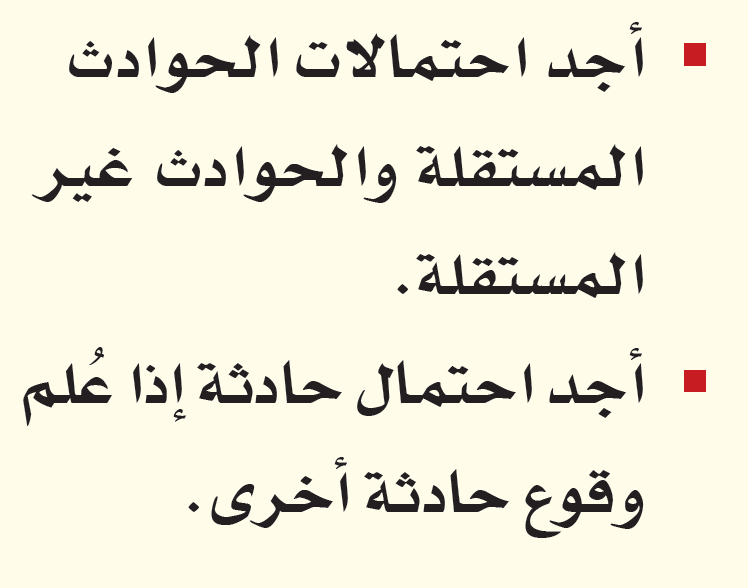 أجد احتمالات الحوادث
المستقلة والحوادث غير
المستقلة.
أجد احتمال حادثة إذا عُلم
وقوع حادثة أخرى.